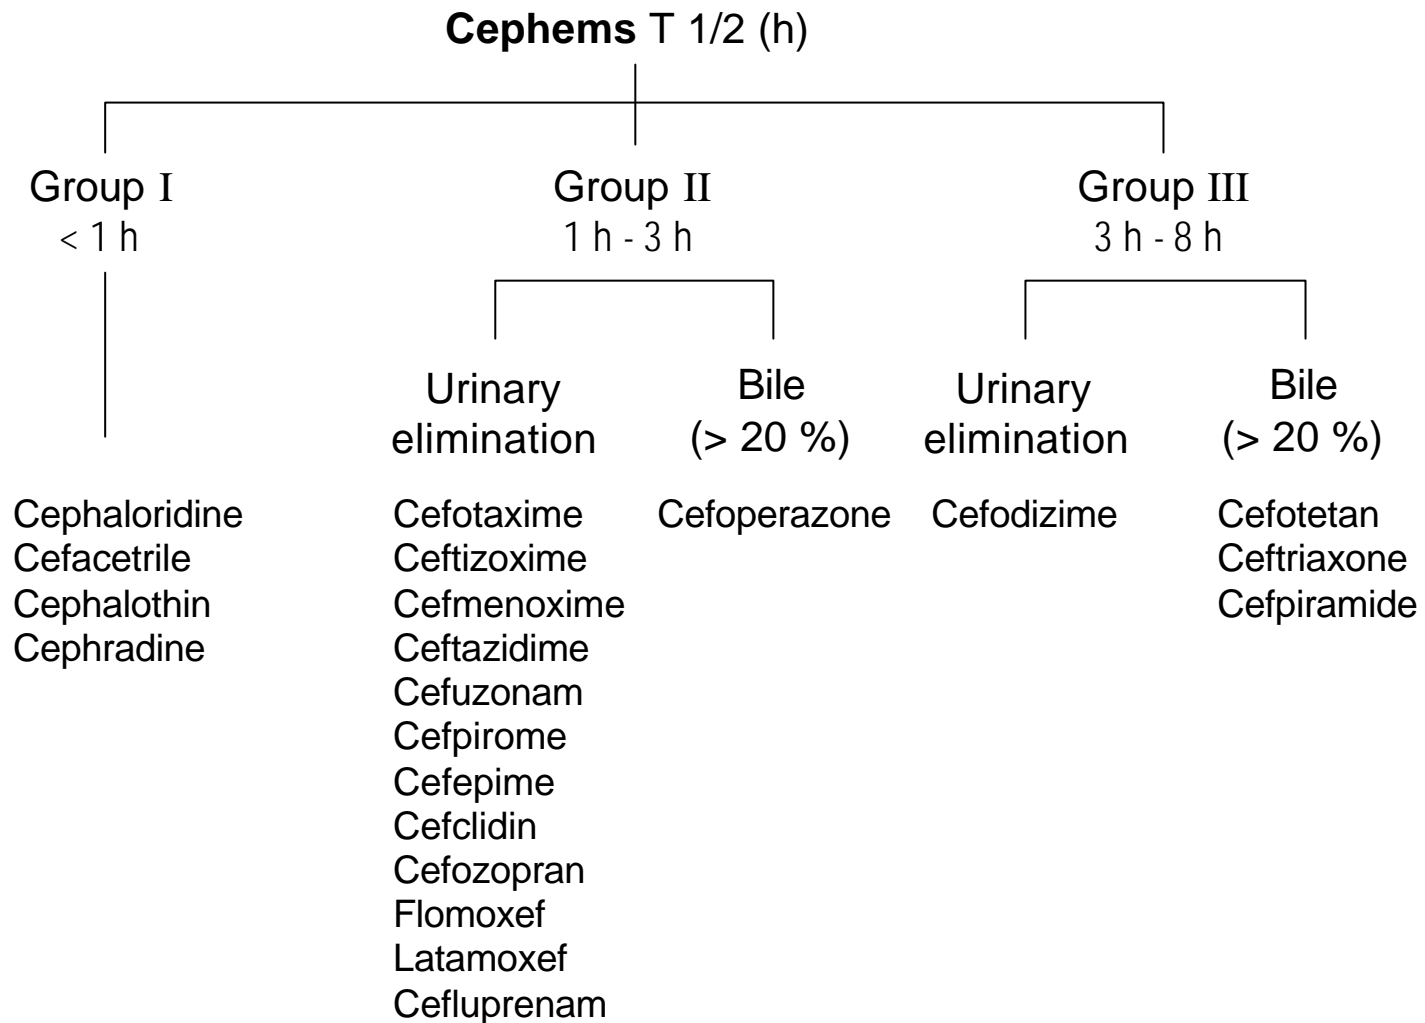 Cephems T 1/2 (h)
Group I
< 1 h
Group II
1 h - 3 h
Group III
3 h - 8 h
Urinary
elimination
Bile
(> 20 %)
Urinary
elimination
Bile
(> 20 %)
Cephaloridine
Cefacetrile
Cephalothin
Cephradine
Cefotaxime
Ceftizoxime
Cefmenoxime
Ceftazidime
Cefuzonam
Cefpirome
Cefepime
Cefclidin
Cefozopran
Flomoxef
Latamoxef
Cefluprenam
Cefoperazone
Cefodizime
Cefotetan
Ceftriaxone
Cefpiramide